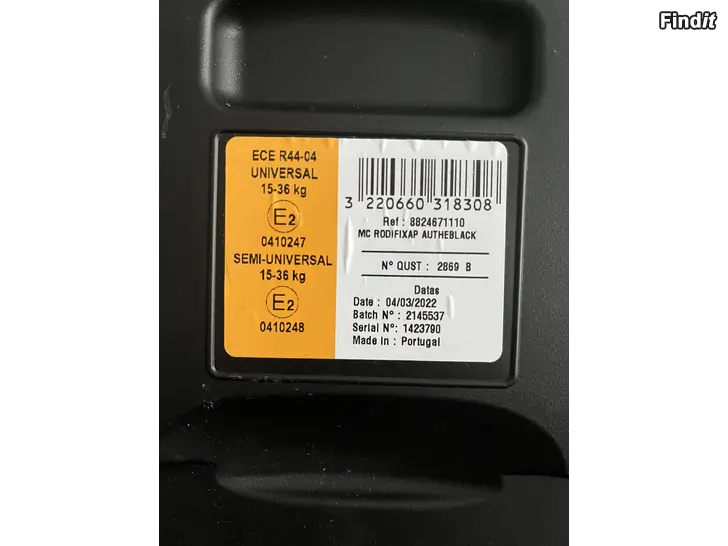 Findit
ECE R44-04
UNIVERSAL
15-36 kg
E2
0410247
SEMI-UNIVERSAL
15-36 kg
E2
0410248
3 220660 318308
Ref : 8824671110
MC RODIFIXAP AUTHEBLACK
N° QUST : 2869 B
Datas
Date : 04/03/2022
Batch N° : 2145537
Serial N°: 1423790
Made in : Portugal